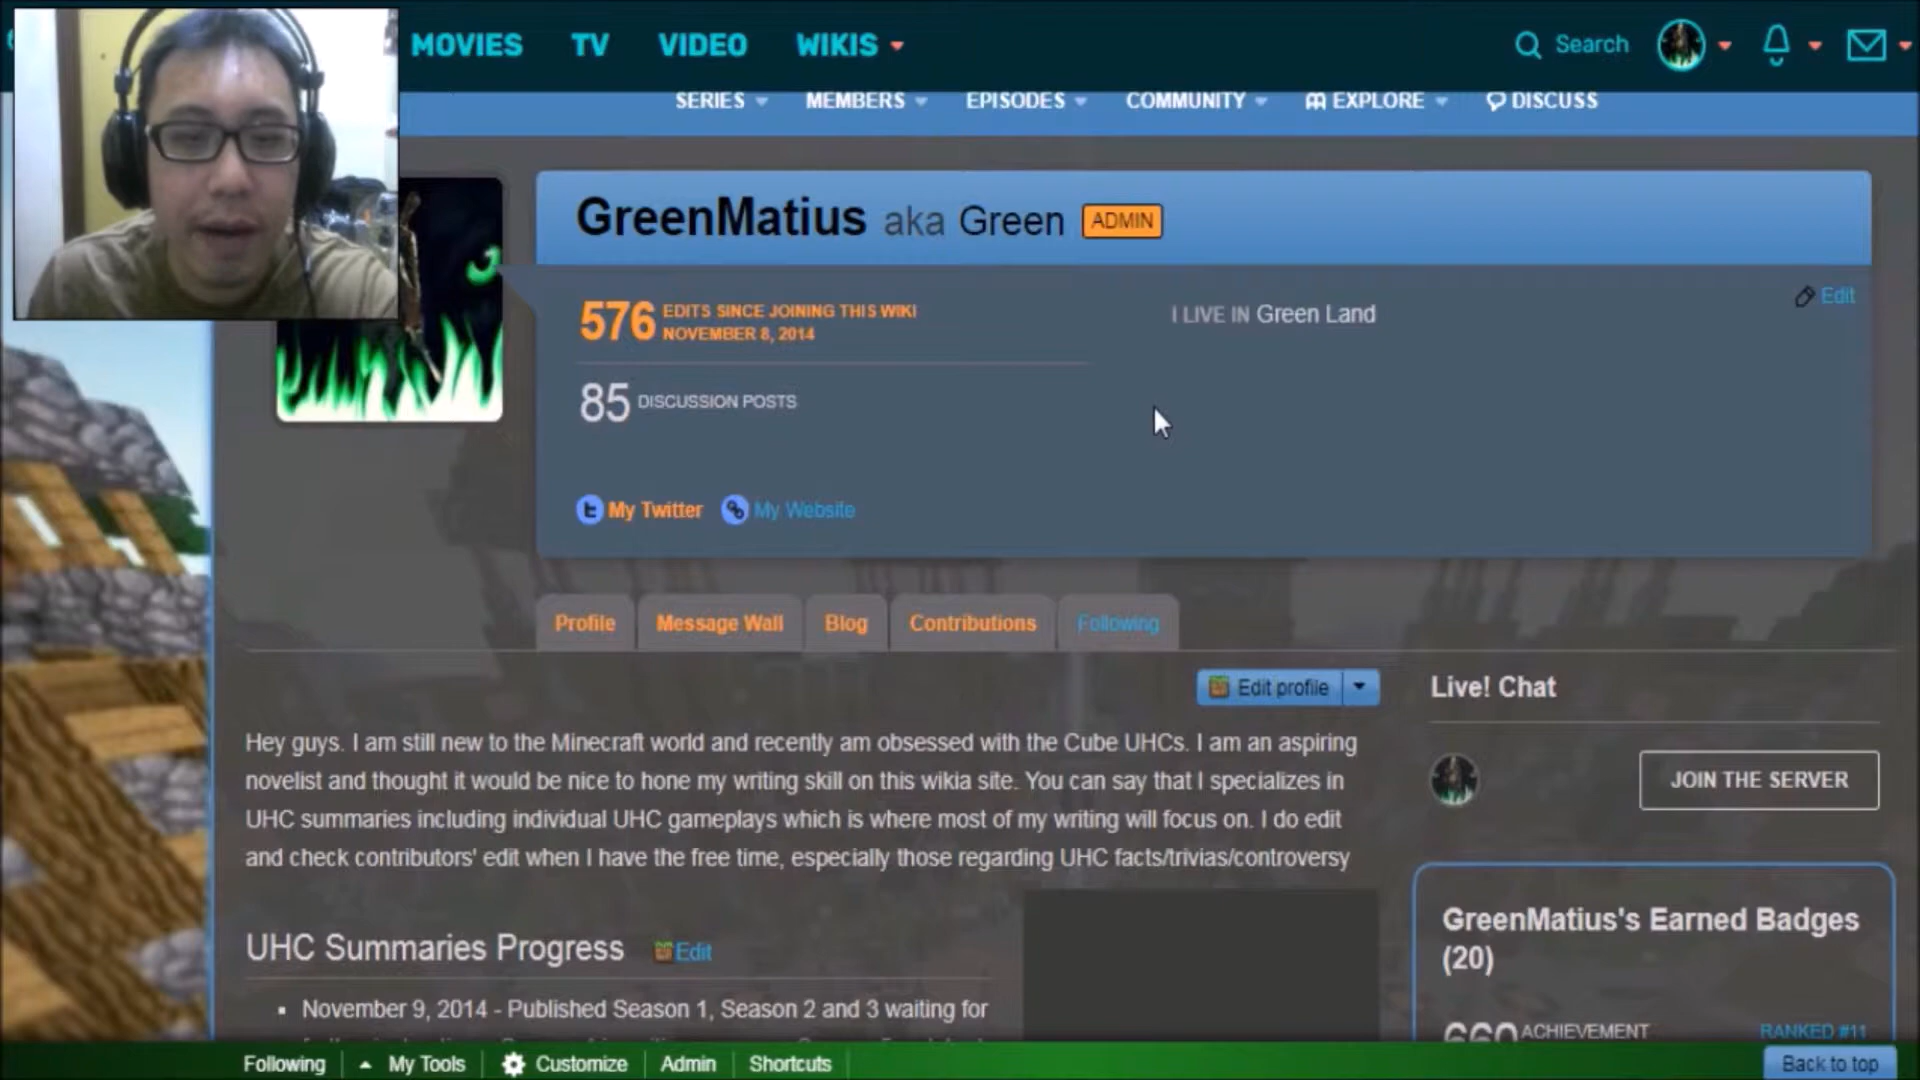 MOVIES TV VIDEO WIKIS Search
SERIES MEMBERS EPISODES COMMUNITY EXPLORE DISCUSS
GreenMatius aka Green ADMIN
576 EDITS SINCE JOINING THIS WIKI
NOVEMBER 8, 2014
I LIVE IN Green Land
Edit
85 DISCUSSION POSTS
My Twitter My Website
Profile Message Wall Blog Contributions Following
Edit profile
Live! Chat
JOIN THE SERVER
Hey guys. I am still new to the Minecraft world and recently am obsessed with the Cube UHCs. I am an aspiring
novelist and thought it would be nice to hone my writing skill on this wikia site. You can say that I specializes in
UHC summaries including individual UHC gameplays which is where most of my writing will focus on. I do edit
and check contributors' edit when I have the free time, especially those regarding UHC facts/trivias/controversy
UHC Summaries Progress Edit
November 9, 2014 - Published Season 1, Season 2 and 3 waiting for
GreenMatius's Earned Badges
(20)
660 ACHIEVEMENT RANKED #11
Following My Tools Customize Admin Shortcuts Back to top